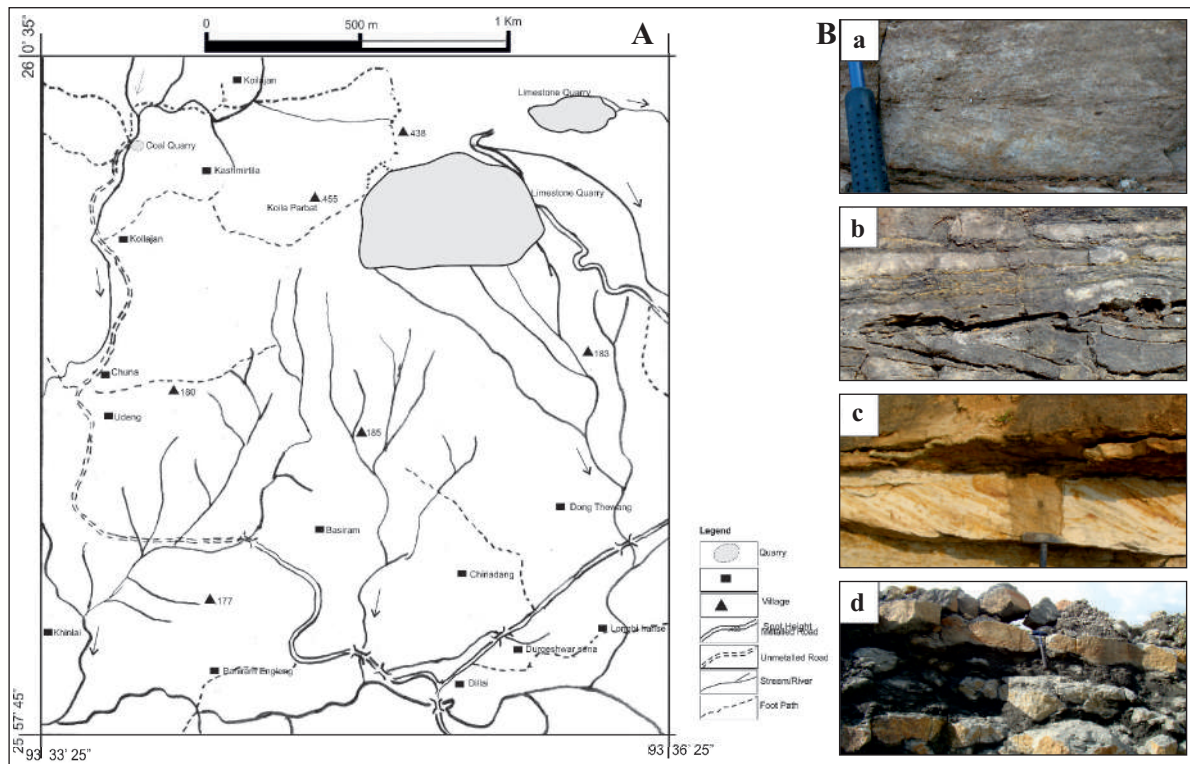 0 500 m 1 Km
A
B
a
b
c
d
26° 0' 35"
25° 57' 45"
93° 33' 25"
93° 36' 25"
Koilajan
Limestone Quarry
.438
Coal Quarry
Kashmirtila
.455
Koila Parbat
Limestone Quarry
Koilajan
.183
Chuna
.180
Udeng
.185
Dong Thewang
Basiram
Chinadang
.177
Khinlai
Durgeshwar
Dillai
Legend
Quarry
Village
Spot Height
Metalled Road
Unmetalled Road
Stream/River
Foot Path